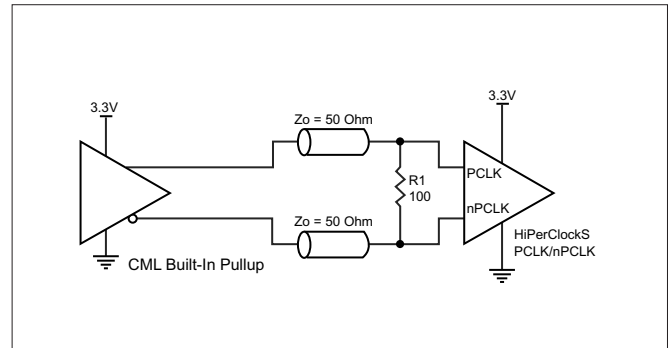 3.3V
3.3V
Zo = 50 Ohm
PCLK
R1
100
nPCLK
Zo = 50 Ohm
HiPerClockS
PCLK/nPCLK
CML Built-In Pullup